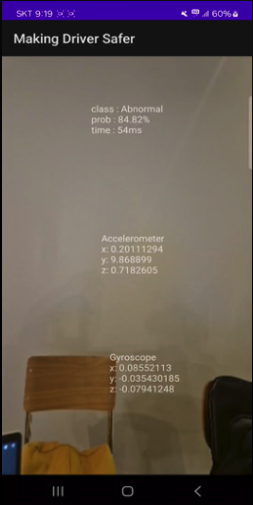 SKT 9:19
60%
Making Driver Safer
class : Abnormal
prob : 84.82%
time : 54ms
Accelerometer
x: 0.20111294
y: 9.868899
z: 0.7182605
Gyroscope
x: 0.08552113
y: -0.035430185
z: -0.07941248